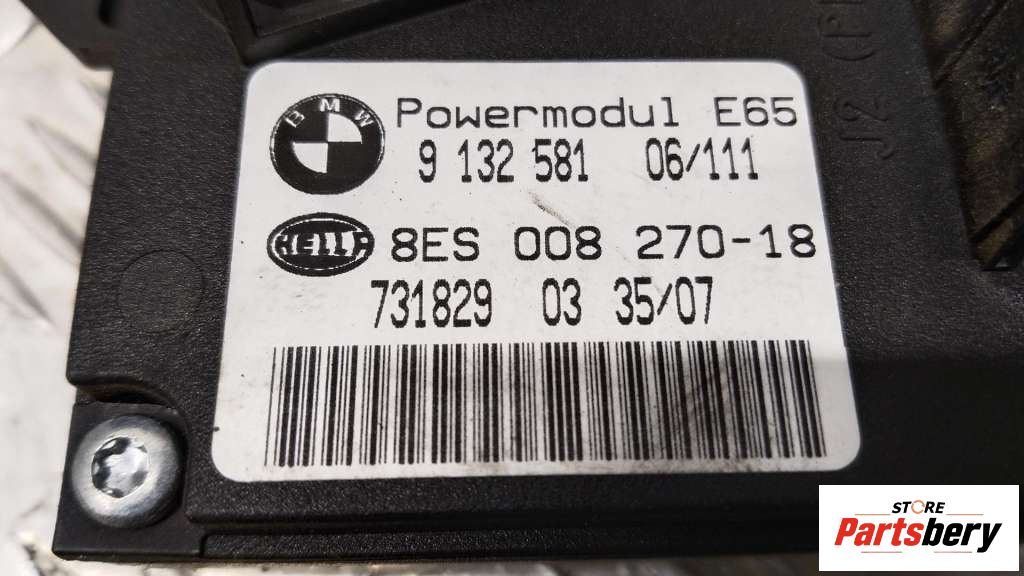 J2 (P
BMW
Powermodul E65
9 132 581 06/111
HELLA
8ES 008 270-18
731829 03 35/07
STORE
Partsbery